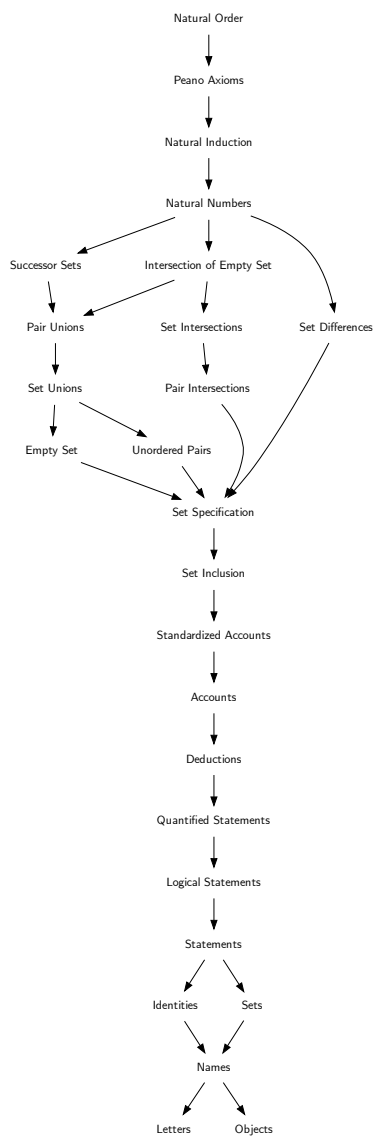 Natural Order
Peano Axioms
Natural Induction
Natural Numbers
Successor Sets
Intersection of Empty Set
Pair Unions
Set Intersections
Set Differences
Set Unions
Pair Intersections
Empty Set
Unordered Pairs
Set Specification
Set Inclusion
Standardized Accounts
Accounts
Deductions
Quantified Statements
Logical Statements
Statements
Identities
Sets
Names
Letters
Objects